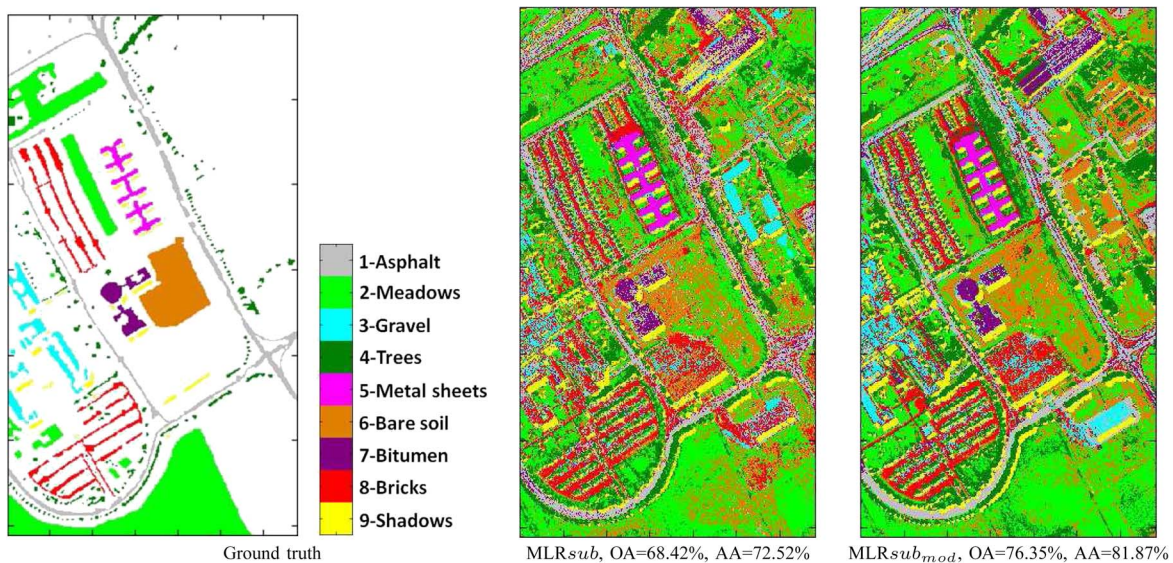 1-Asphalt
2-Meadows
3-Gravel
4-Trees
5-Metal sheets
6-Bare soil
7-Bitumen
8-Bricks
9-Shadows
Ground truth
MLRsub, OA=68.42%, AA=72.52%
MLRsub_mod, OA=76.35%, AA=81.87%